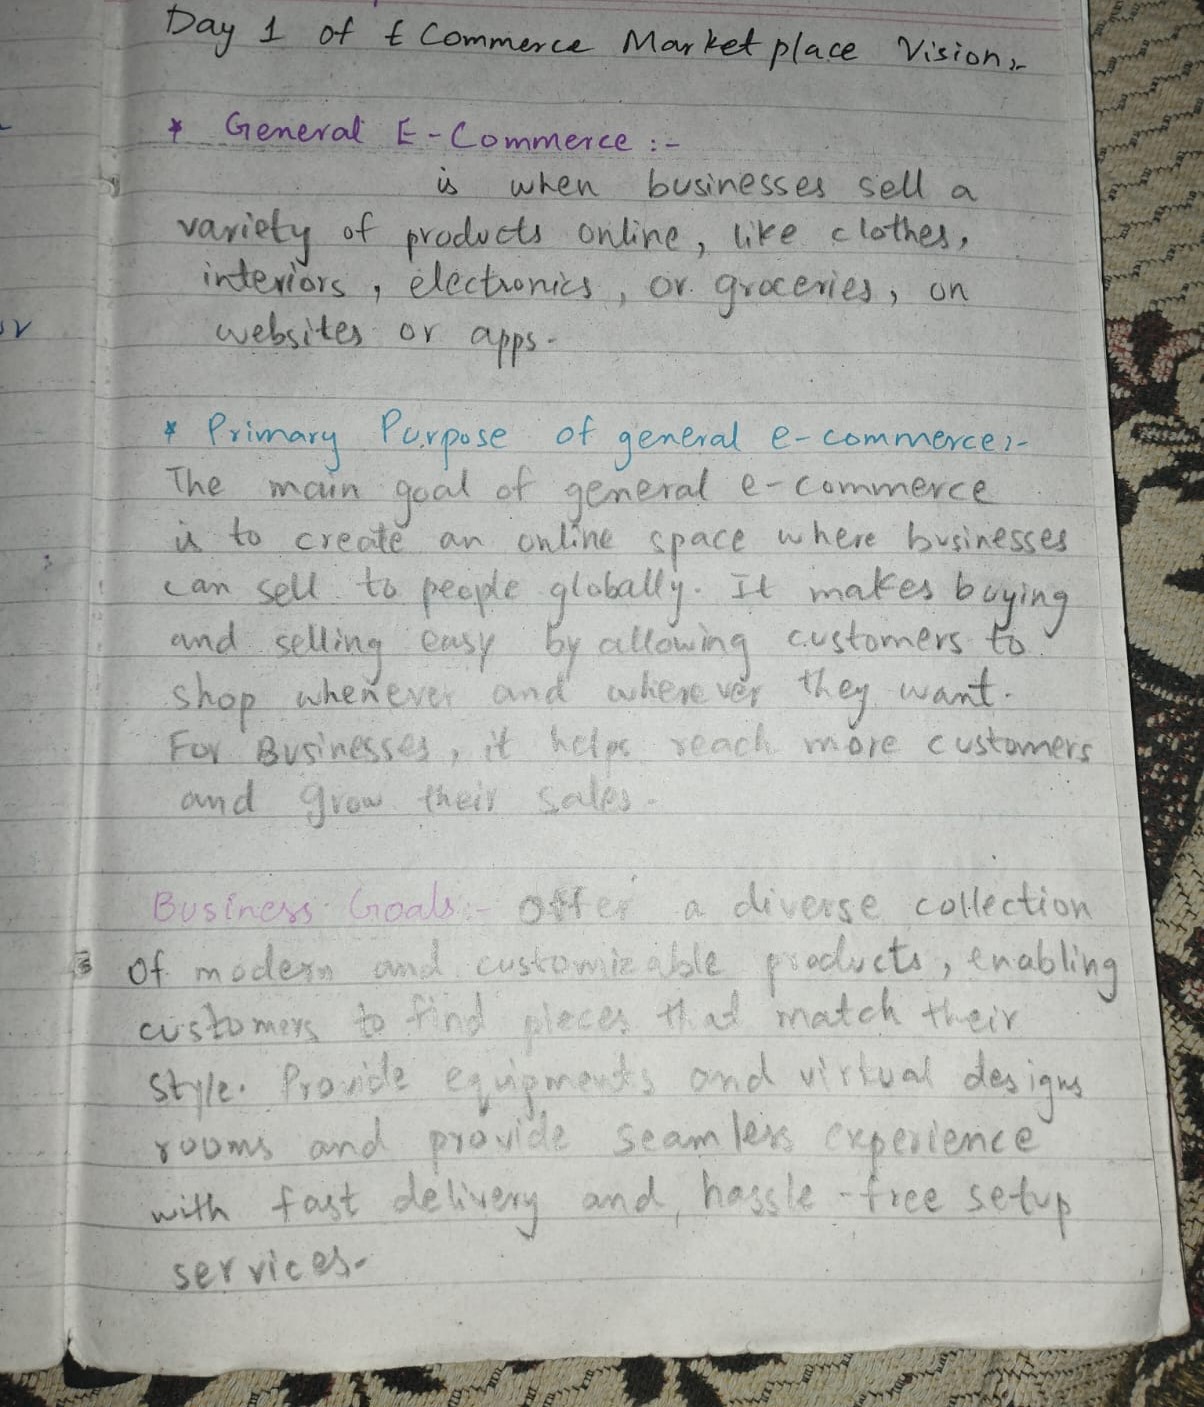 Day 1 of E Commerce Marketplace Vision:-
* General E-Commerce :-
is when businesses sell a
variety of products online, like clothes,
interiors, electronics, or groceries, on
websites or apps.
* Primary Purpose of general e-commerce:-
The main goal of general e-commerce
is to create an online space where businesses
can sell to people globally. It makes buying
and selling easy by allowing customers to
shop whenever and wherever they want.
For Businesses, it helps reach more customers
and grow their sales.
Business Goals:- Offer a diverse collection
of modern and customizable products, enabling
customers to find pieces that match their
style. Provide equipments and virtual designs
rooms and provide seamless experience
with fast delivery and, hassle-free setup
services.